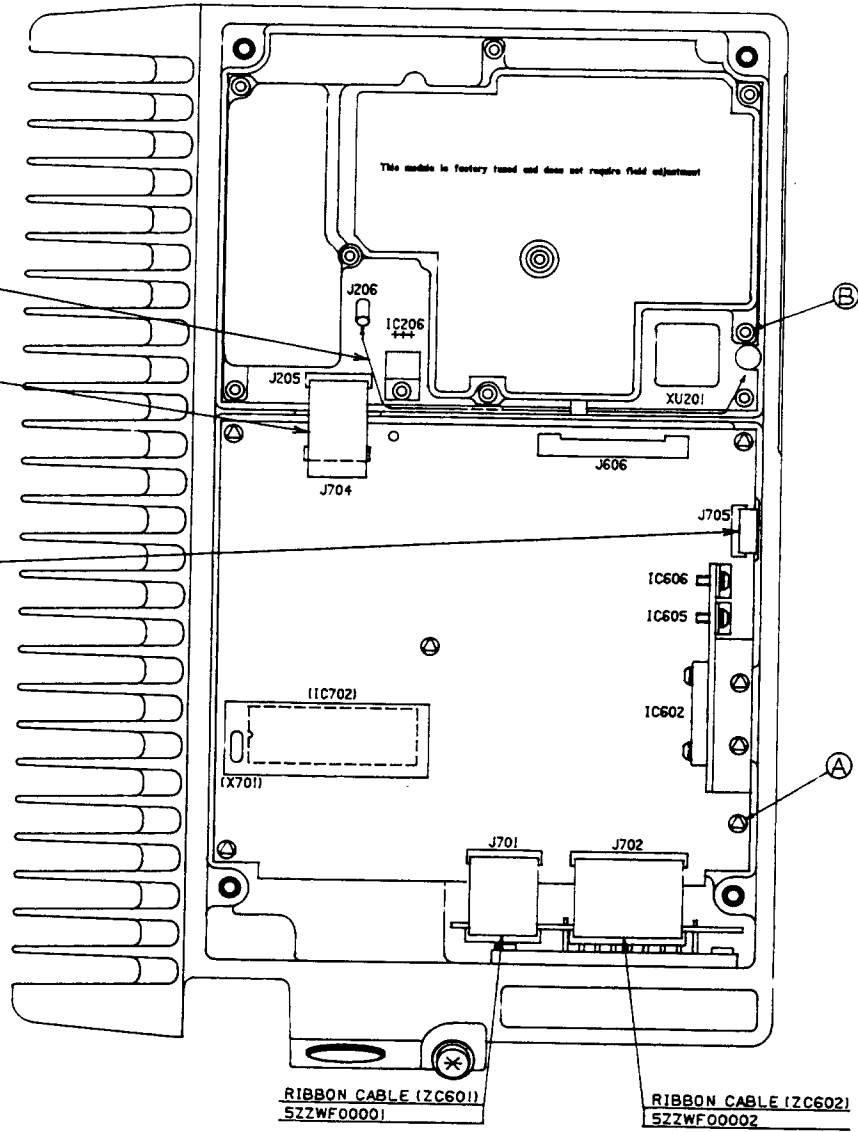 This module is factory tuned and does not require field adjustment
J206
IC206
B
J205
XU201
J704
J606
J705
IC606
IC605
(IC702)
IC602
(X701)
A
J701
J702
RIBBON CABLE (ZC601)
5ZZWF00001
RIBBON CABLE (ZC602)
5ZZWF00002